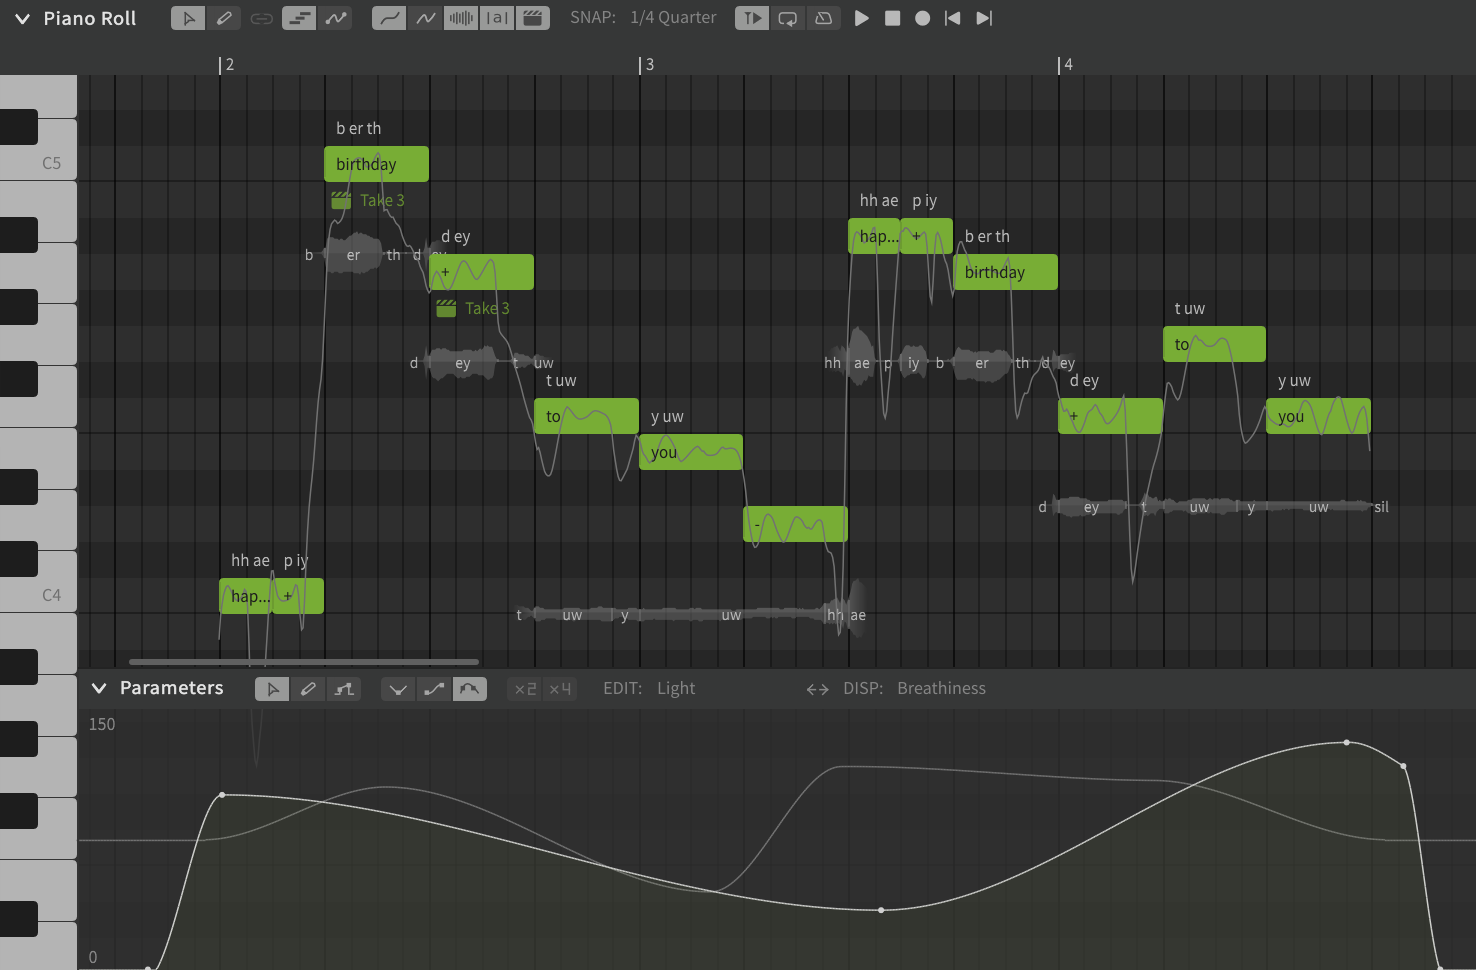 Piano Roll
|a|
SNAP: 1/4 Quarter
2 3 4
b er th
birthday
C5
Take 3
hh ae p iy
hap... +
d ey
b er th
b er th d ey
+
birthday
Take 3
t uw
to
d ey t uw
hh ae p iy b er th d ey
t uw
d ey
y uw
to
y uw
+
you
you
d ey t uw y uw sil
-
hh ae p iy
C4
hap... +
t uw y uw hh ae
Parameters
×2 ×4
EDIT: Light
DISP: Breathiness
150
0